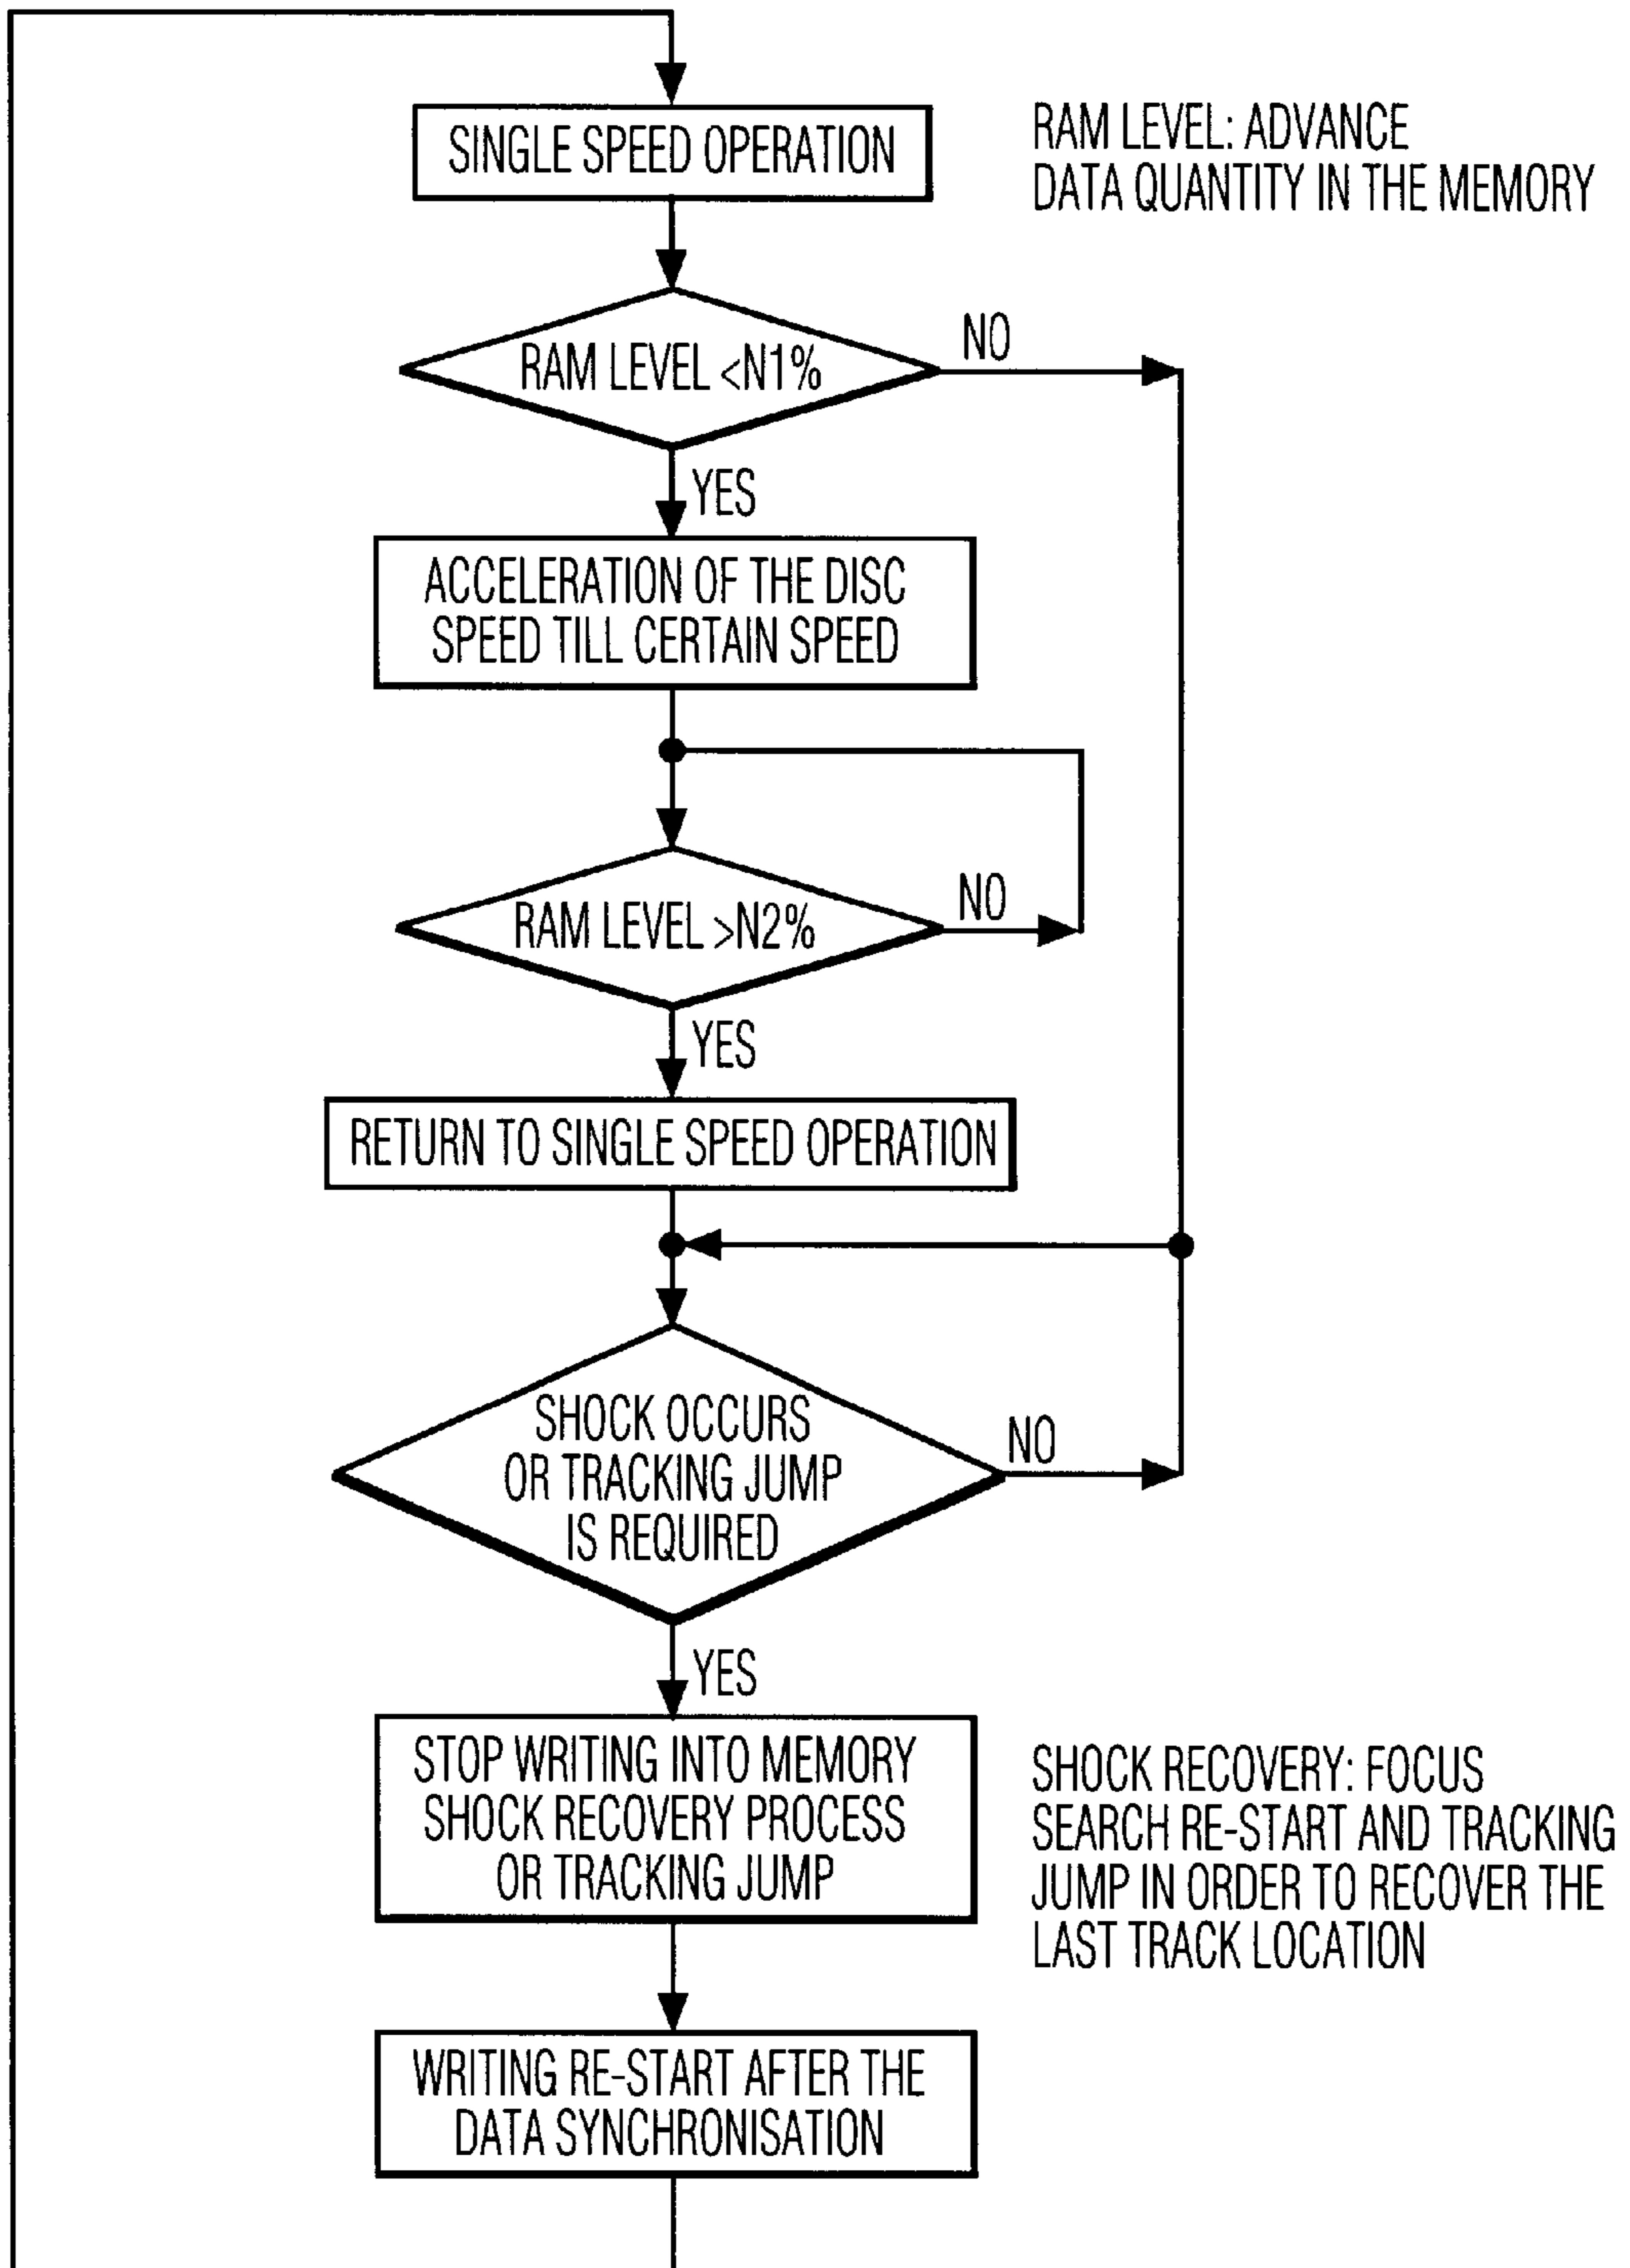 SINGLE SPEED OPERATION
RAM LEVEL: ADVANCE
DATA QUANTITY IN THE MEMORY
RAM LEVEL <N1%
NO
YES
ACCELERATION OF THE DISC
SPEED TILL CERTAIN SPEED
RAM LEVEL >N2%
NO
YES
RETURN TO SINGLE SPEED OPERATION
SHOCK OCCURS
OR TRACKING JUMP
IS REQUIRED
NO
YES
STOP WRITING INTO MEMORY
SHOCK RECOVERY PROCESS
OR TRACKING JUMP
SHOCK RECOVERY: FOCUS
SEARCH RE-START AND TRACKING
JUMP IN ORDER TO RECOVER THE
LAST TRACK LOCATION
WRITING RE-START AFTER THE
DATA SYNCHRONISATION